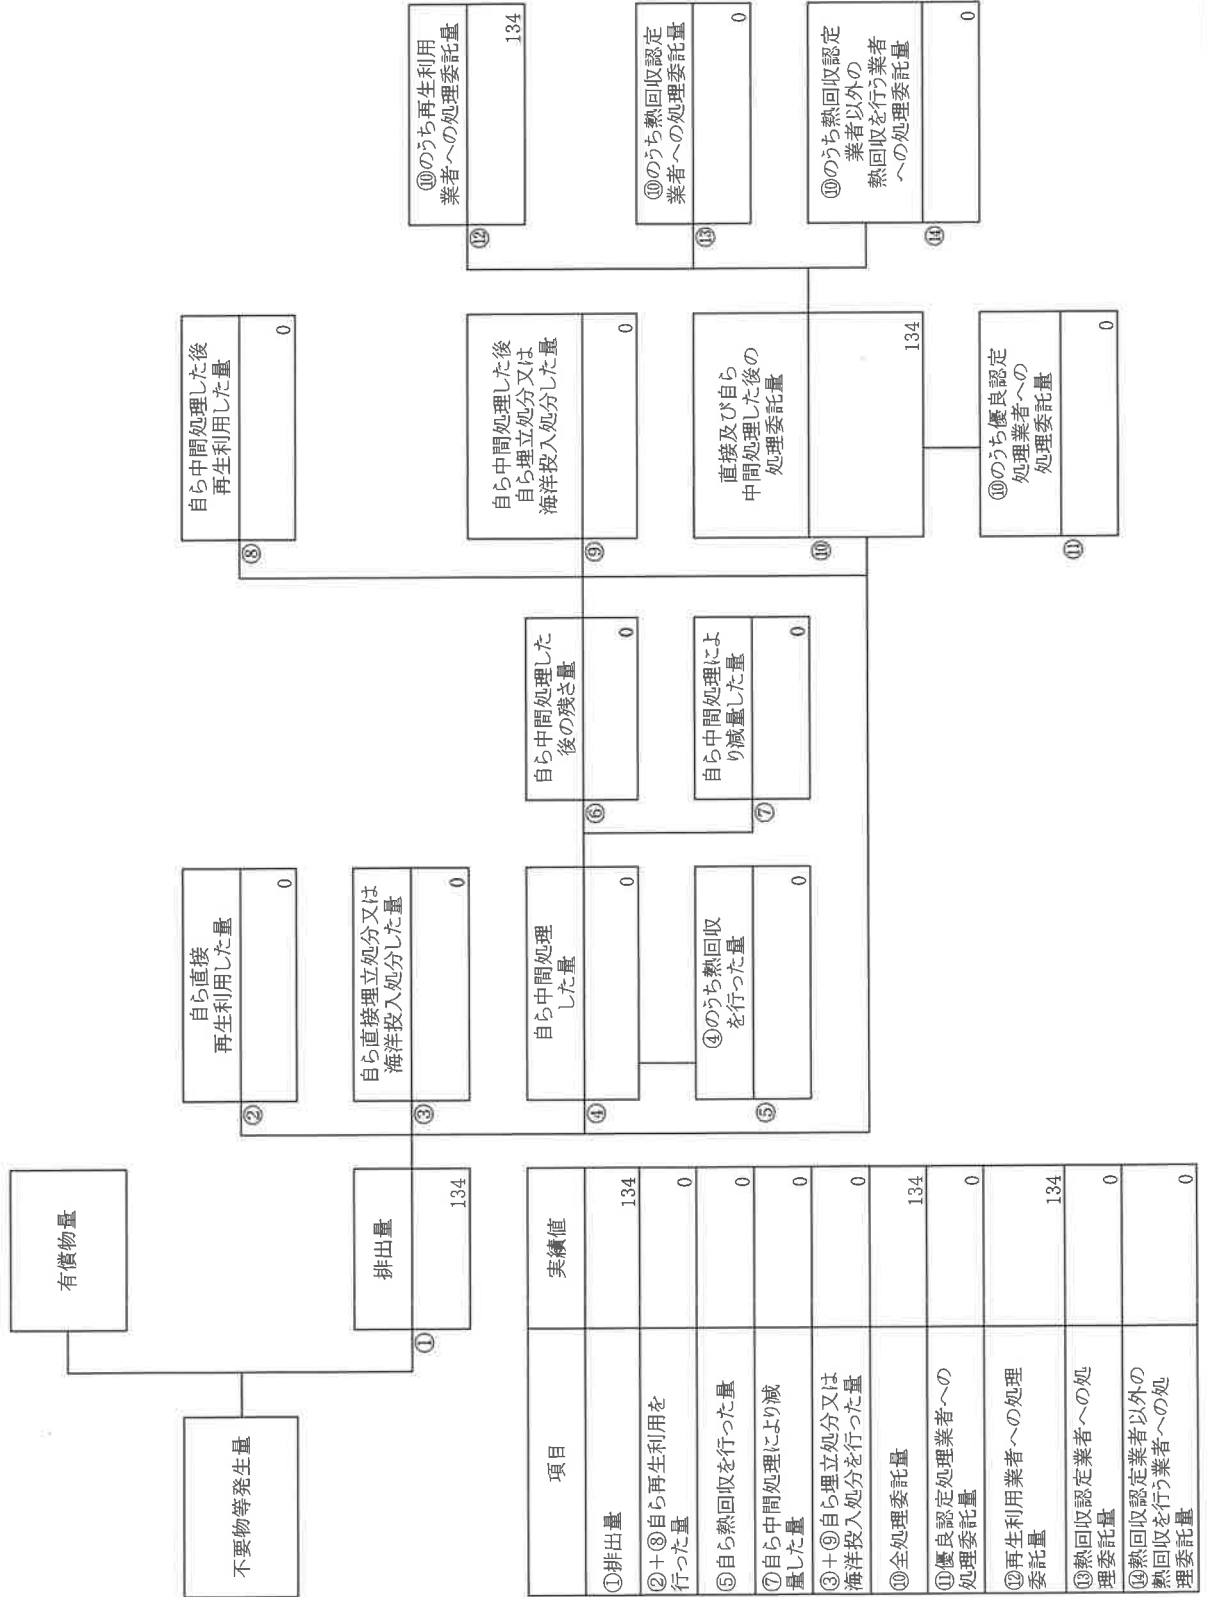 不要物等発生量
有償物量
排出量
①
134
自ら直接
再生利用した量
②
0
自ら直接埋立処分又は
海洋投入処分した量
③
0
自ら中間処理
した量
④
0
④のうち熱回収
を行った量
⑤
0
自ら中間処理した
後の残さ量
⑥
0
自ら中間処理によ
り減量した量
⑦
0
自ら中間処理した後
再生利用した量
⑧
0
自ら中間処理した後
自ら埋立処分又は
海洋投入処分した量
⑨
0
直接及び自ら
中間処理した後の
処理委託量
⑩
134
⑩のうち優良認定
処理業者への
処理委託量
⑪
0
⑩のうち再生利用
業者への処理委託量
⑫
134
⑩のうち熱回収認定
業者への処理委託量
⑬
0
⑩のうち熱回収認定
業者以外の
熱回収を行う業者
への処理委託量
⑭
0
項目 実績値
①排出量 134
②+⑧自ら再生利用を
行った量 0
⑤自ら熱回収を行った量 0
⑦自ら中間処理により減
量した量 0
③+⑨自ら埋立処分又は
海洋投入処分を行った量 0
⑩全処理委託量 134
⑪優良認定処理業者への
処理委託量 0
⑫再生利用業者への処理
委託量 134
⑬熱回収認定業者への処
理委託量 0
⑭熱回収認定業者以外の
熱回収を行う業者への処
理委託量 0